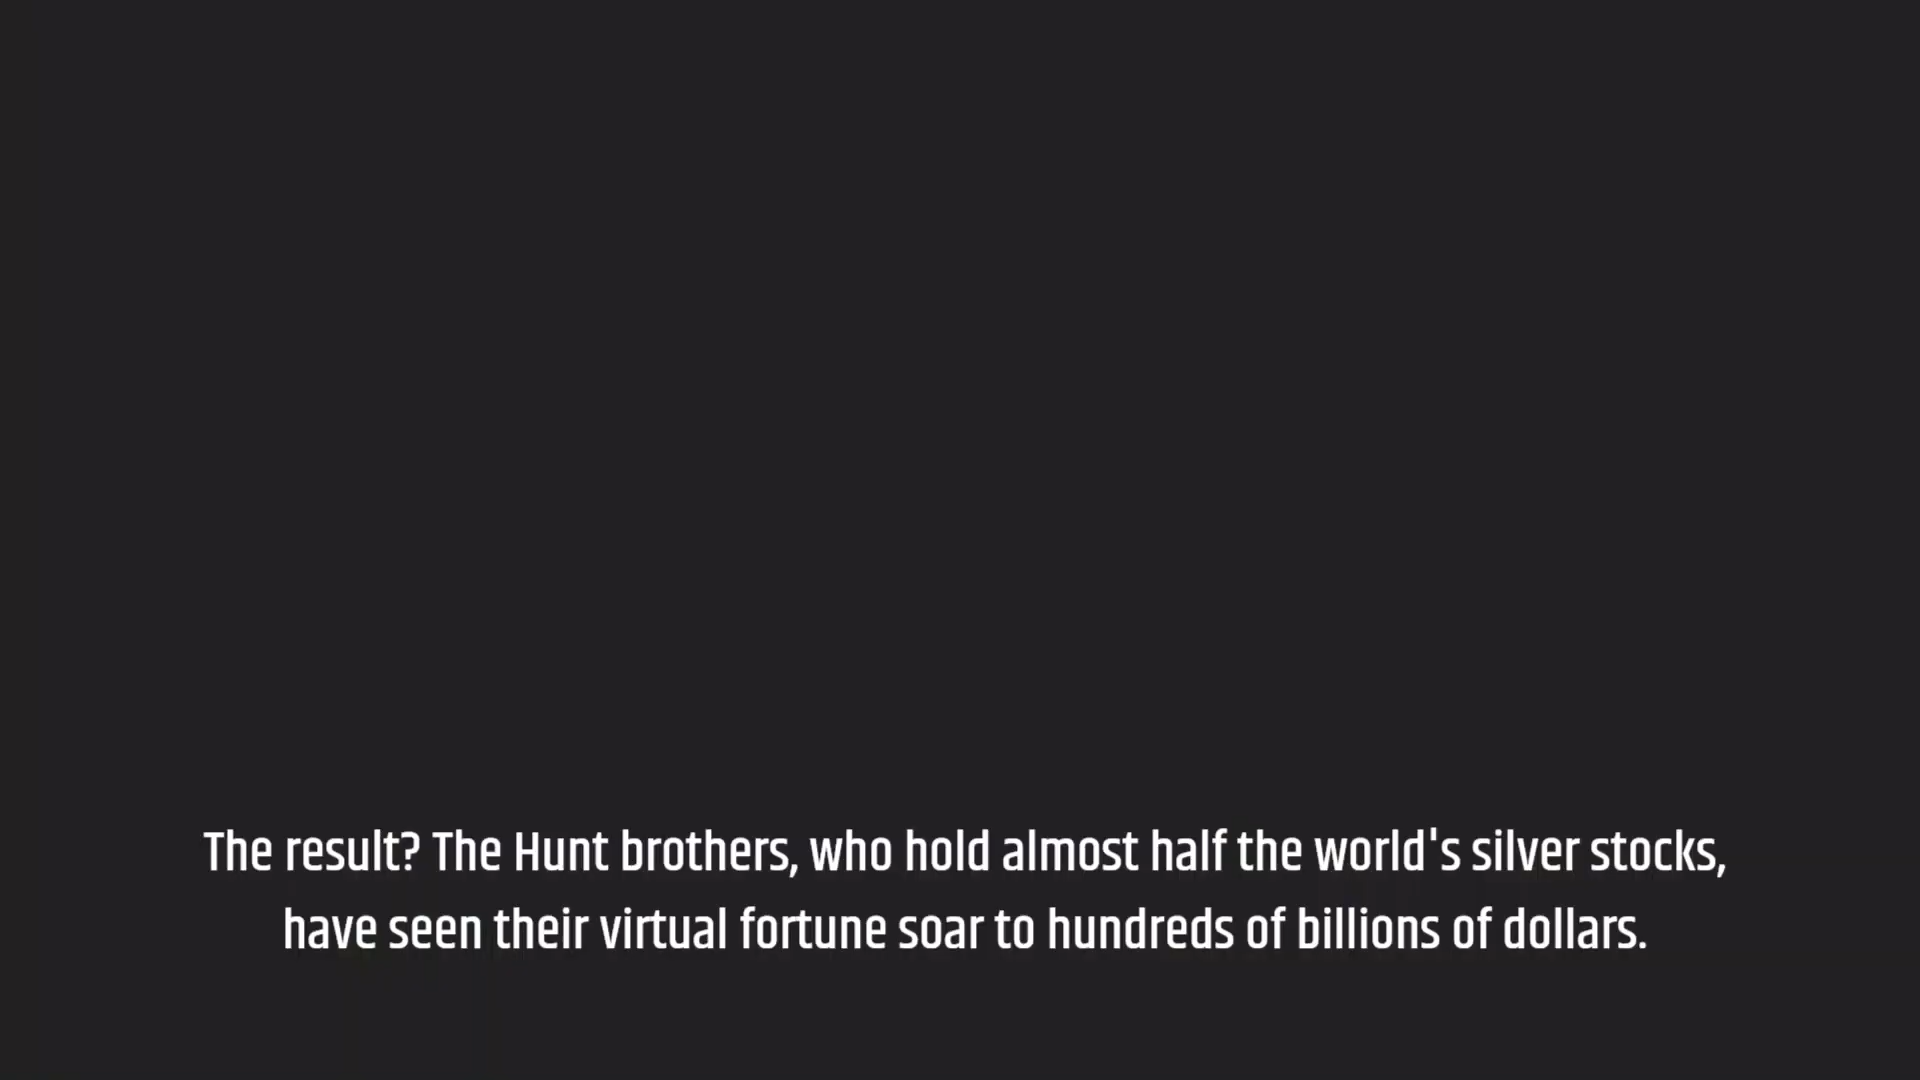 The result? The Hunt brothers, who hold almost half the world's silver stocks,
have seen their virtual fortune soar to hundreds of billions of dollars.